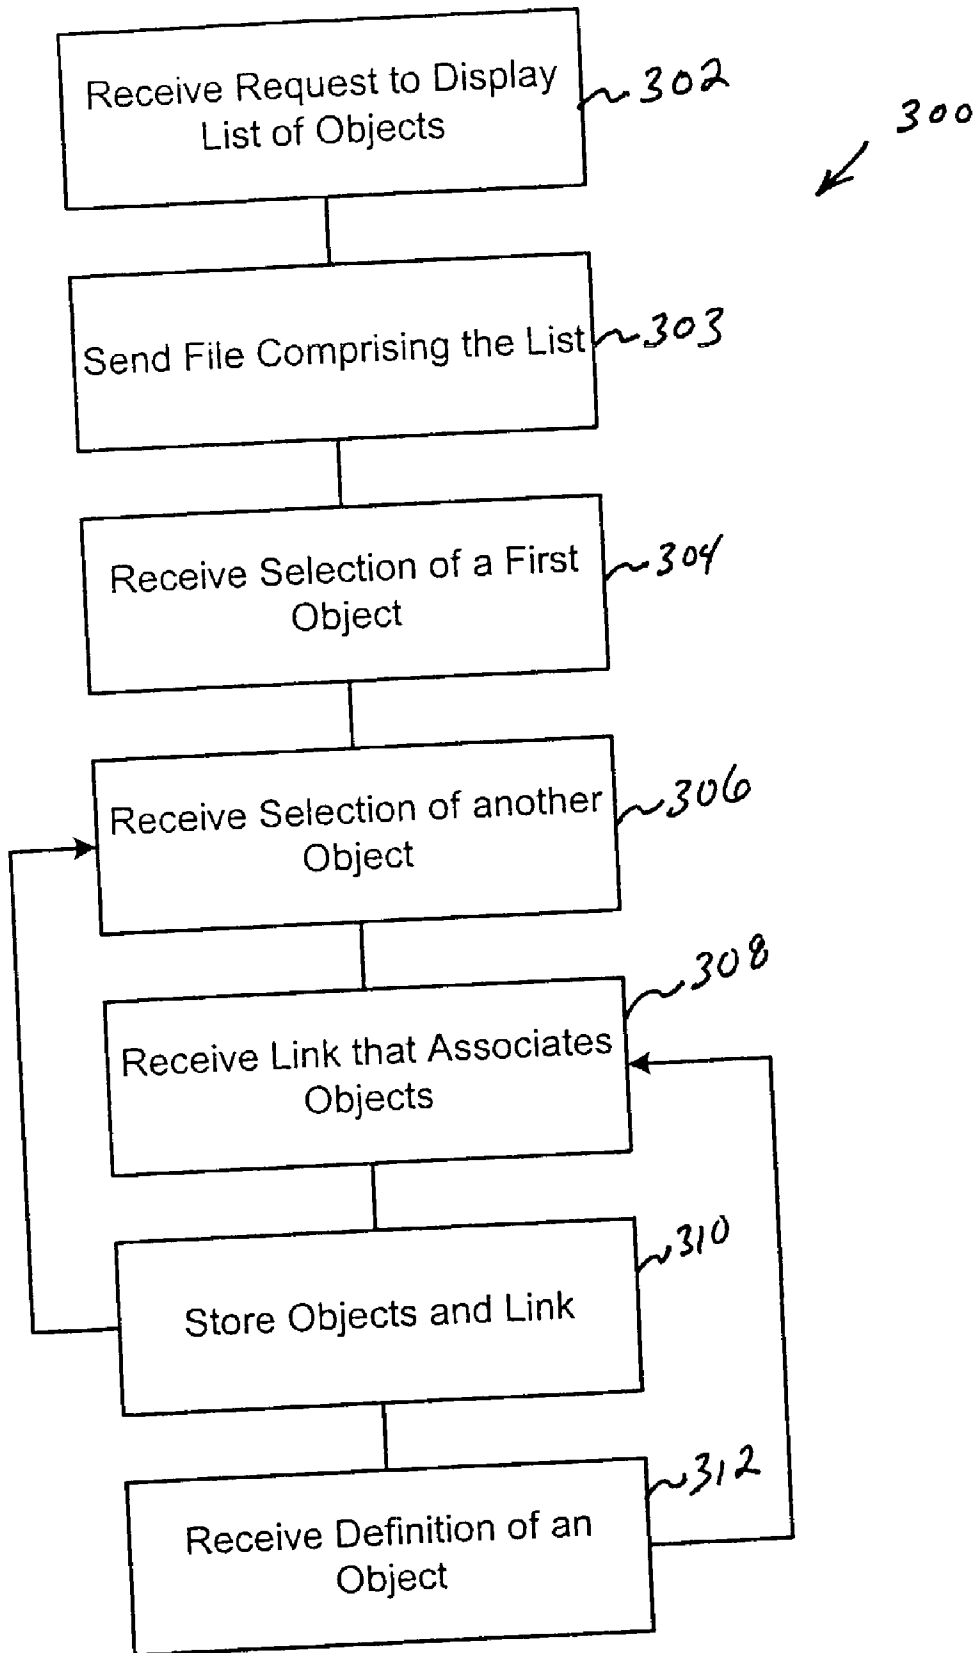 Receive Request to Display
List of Objects
302
300
Send File Comprising the List
303
Receive Selection of a First
Object
304
Receive Selection of another
Object
306
308
Receive Link that Associates
Objects
310
Store Objects and Link
312
Receive Definition of an
Object